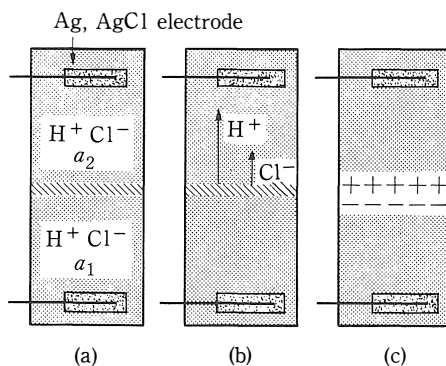 Ag, AgCl electrode
H⁺ Cl⁻
a₂
H⁺ Cl⁻
a₁
H⁺
Cl⁻
+ + + + +
− − − − −
(a) (b) (c)